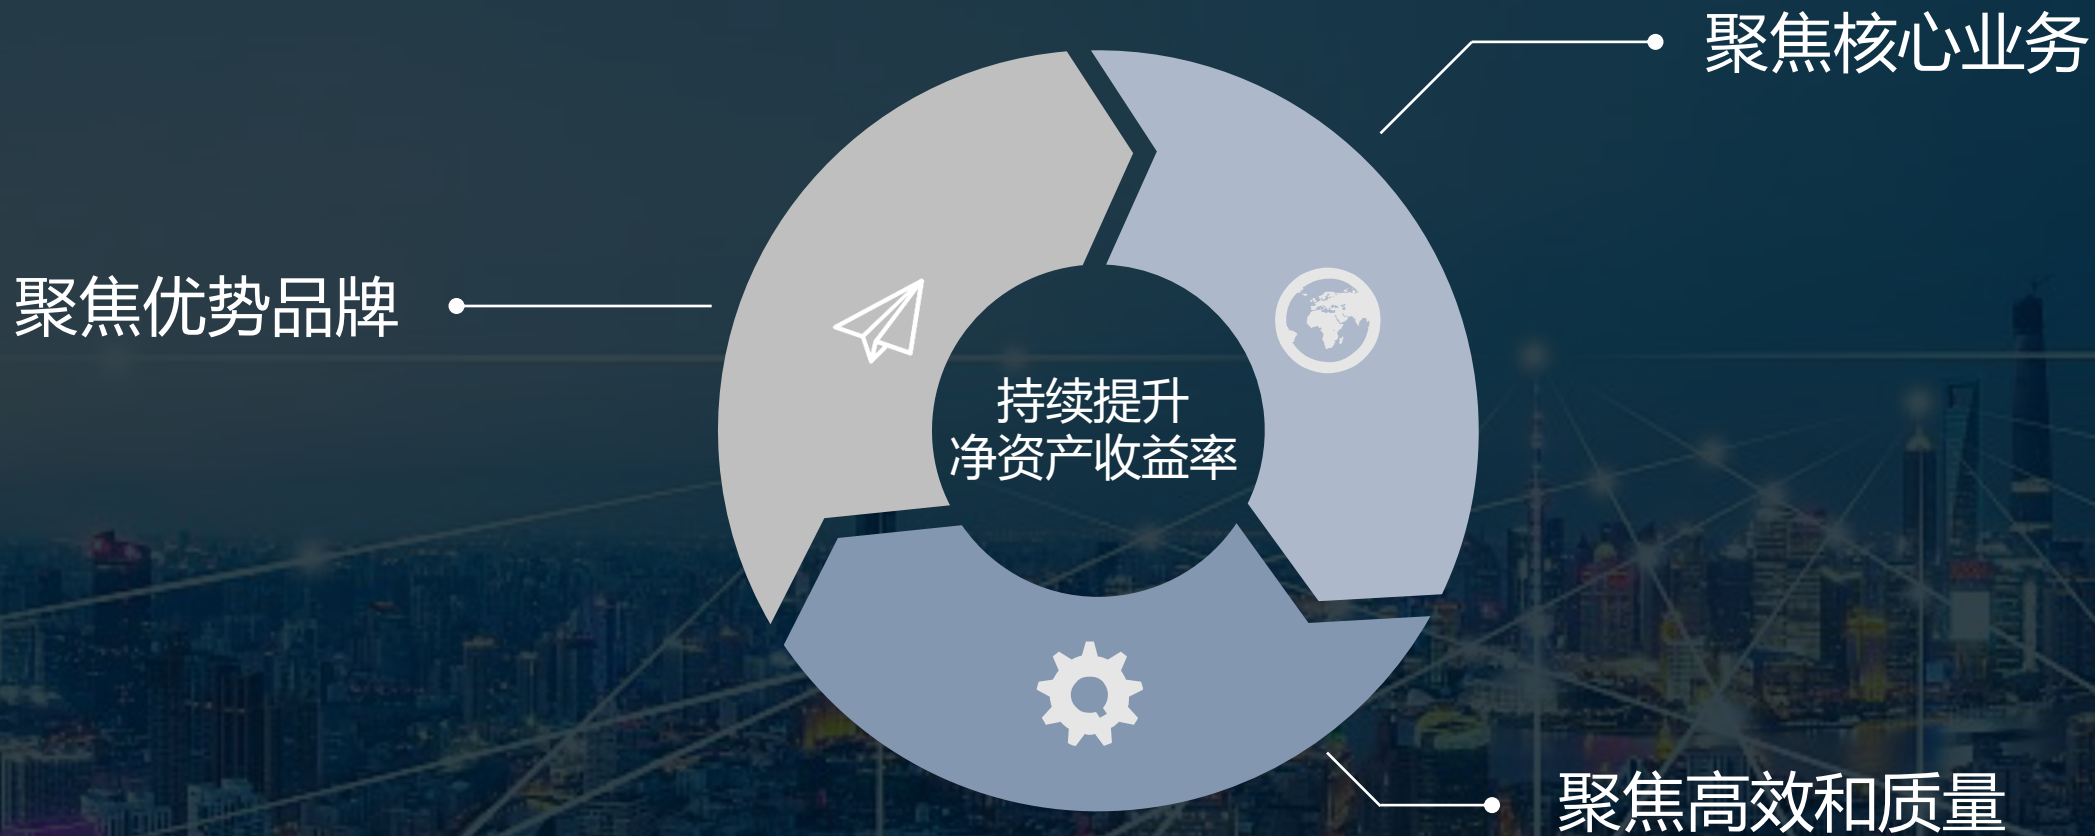 聚焦核心业务
聚焦优势品牌
持续提升
净资产收益率
聚焦高效和质量